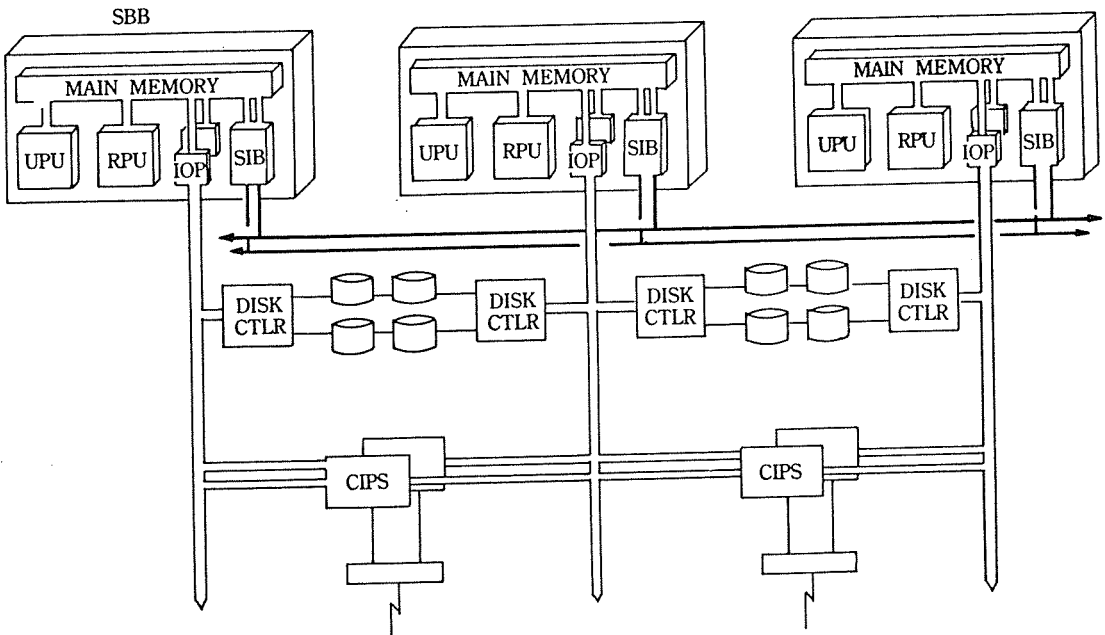 SBB
MAIN MEMORY
UPU
RPU
IOP
SIB
MAIN MEMORY
UPU
RPU
IOP
SIB
MAIN MEMORY
UPU
RPU
IOP
SIB
DISK
CTLR
DISK
CTLR
DISK
CTLR
DISK
CTLR
CIPS
CIPS